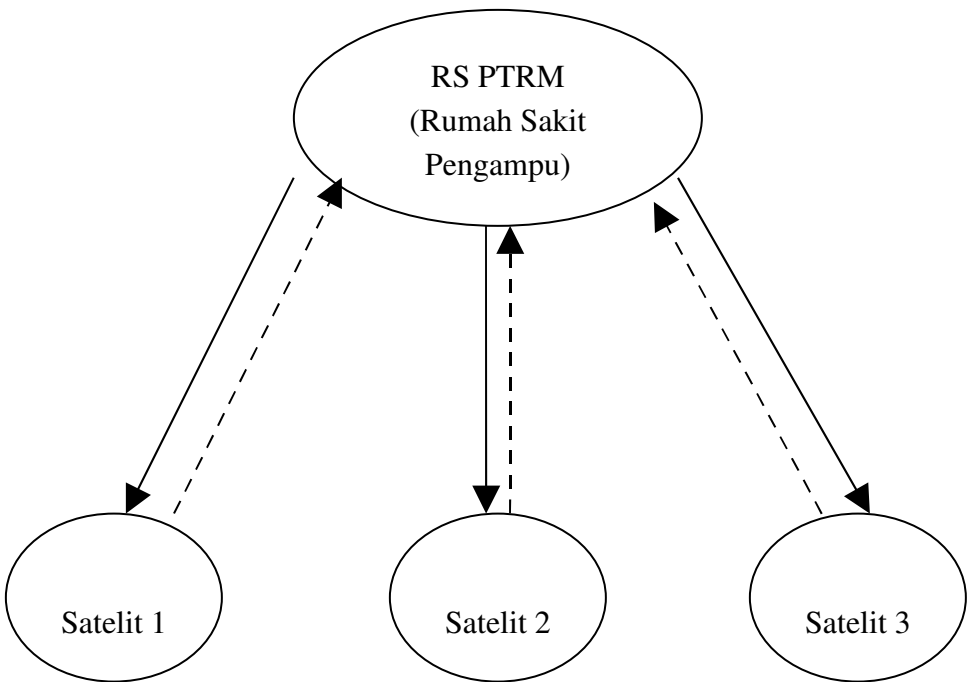 RS PTRM
(Rumah Sakit
Pengampu)
Satelit 1
Satelit 2
Satelit 3